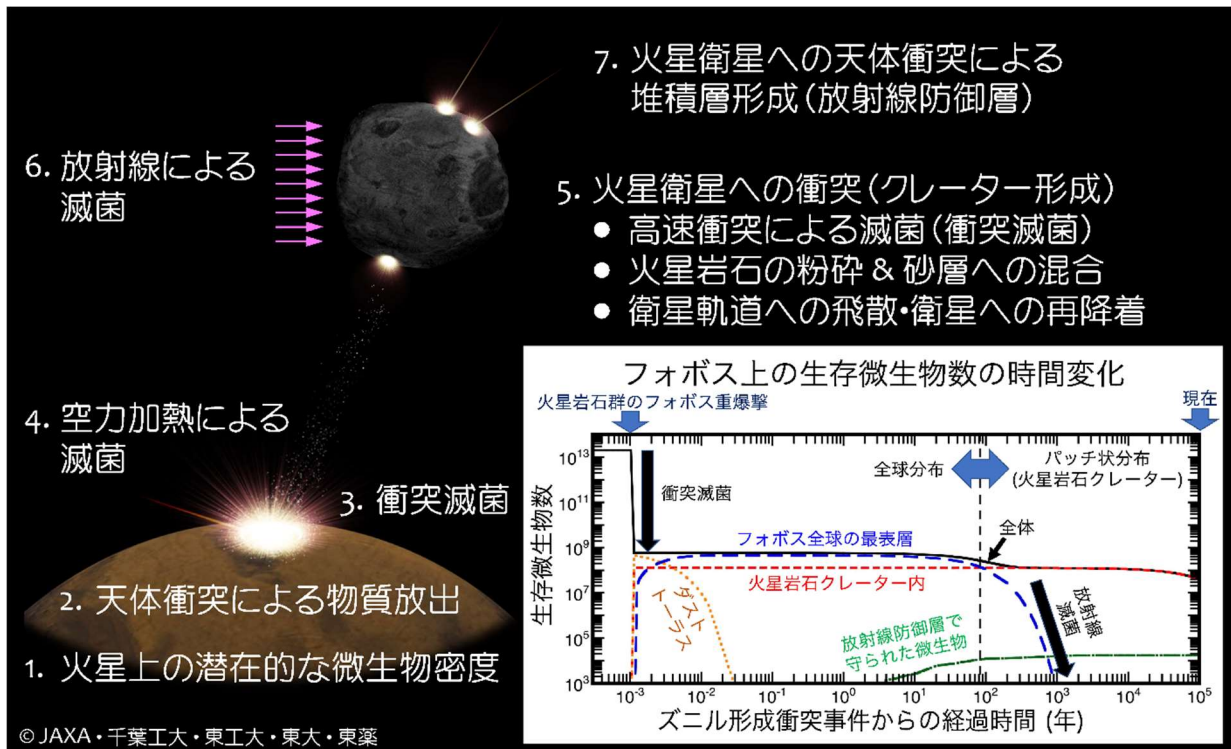 7. 火星衛星への天体衝突による
堆積層形成(放射線防御層)
6. 放射線による
滅菌
5. 火星衛星への衝突(クレーター形成)
● 高速衝突による滅菌(衝突滅菌)
● 火星岩石の粉砕 & 砂層への混合
● 衛星軌道への飛散・衛星への再降着
4. 空力加熱による
滅菌
3. 衝突滅菌
2. 天体衝突による物質放出
1. 火星上の潜在的な微生物密度
© JAXA・千葉工大・東工大・東大・東薬
フォボス上の生存微生物数の時間変化
火星岩石群のフォボス重爆撃
現在
全球分布
パッチ状分布
(火星岩石クレーター)
衝突滅菌
フォボス全球の最表層
全体
火星岩石クレーター内
ダスト
トーラス
放射線
滅菌
放射線防御層で
守られた微生物
生存微生物数
10¹³
10¹¹
10⁹
10⁷
10⁵
10³
10⁻³ 10⁻² 10⁻¹ 10⁰ 10¹ 10² 10³ 10⁴ 10⁵
ズニル形成衝突事件からの経過時間 (年)